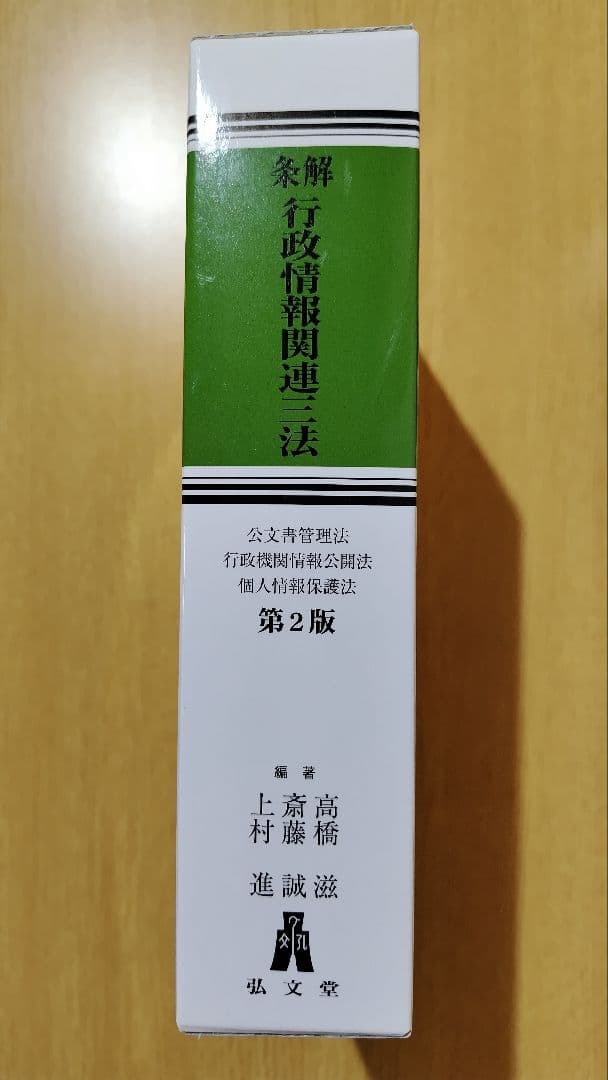 条解
行政情報関連三法
公文書管理法
行政機関情報公開法
個人情報保護法
第2版
編著
高橋 滋
斎藤 誠
上村 進
弘文堂